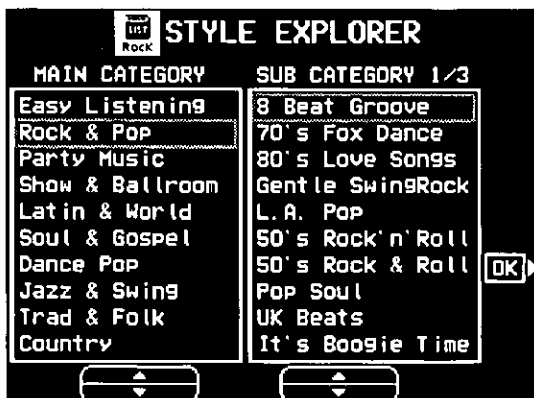 LIST
Rock
STYLE EXPLORER
MAIN CATEGORY
Easy Listening
Rock & Pop
Party Music
Show & Ballroom
Latin & World
Soul & Gospel
Dance Pop
Jazz & Swing
Trad & Folk
Country
SUB CATEGORY 1/3
8 Beat Groove
70's Fox Dance
80's Love Songs
Gentle SwingRock
L.A. Pop
50's Rock'n'Roll
50's Rock & Roll
Pop Soul
UK Beats
It's Boogie Time
OK